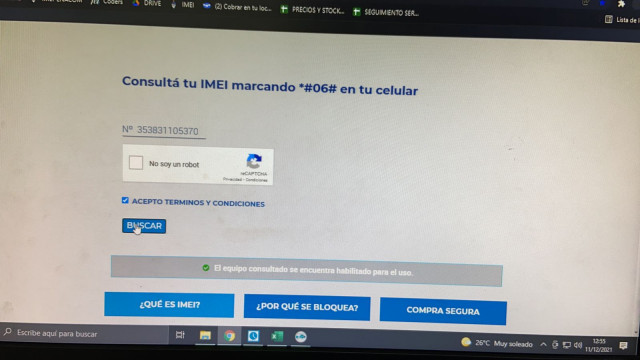 Coders
DRIVE
IMEI
(2) Cobrar en tu loc...
PRECIOS Y STOCK...
SEGUIMIENTO SER...
Consultá tu IMEI marcando *#06# en tu celular
Nº 353831105370
No soy un robot
reCAPTCHA
Privacidad - Condiciones
ACEPTO TERMINOS Y CONDICIONES
BUSCAR
El equipo consultado se encuentra habilitado para el uso.
¿QUÉ ES IMEI?
¿POR QUÉ SE BLOQUEA?
COMPRA SEGURA
Escribe aquí para buscar
26°C Muy soleado
12:55
11/12/2021